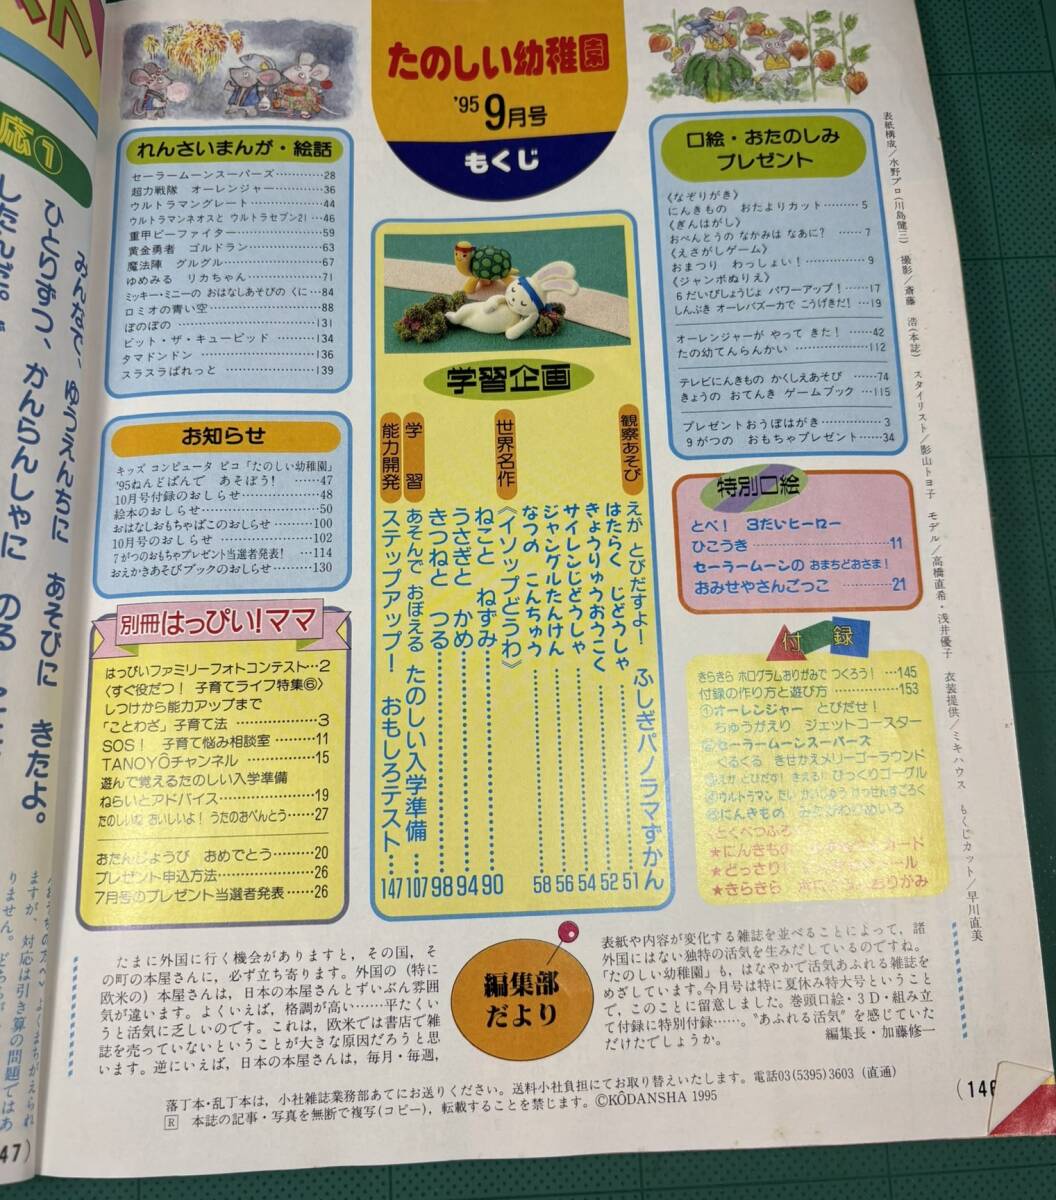 たのしい幼稚園
'95 9月号
もくじ
れんさいまんが・絵話
セーラームーンスーパーズ…………28
超力戦隊 オーレンジャー…………36
ウルトラマングレート………………44
ウルトラマンネオスと ウルトラセブン21…46
重甲ビーファイター…………………59
黄金勇者 ゴルドラン………………63
魔法陣 グルグル……………………67
ゆめみる リカちゃん………………71
ミッキー・ミニーの おはなしあそびの くに…84
ロミオの青い空………………………88
ぼのぼの………………………………131
ビット・ザ・キューピッド…………134
タマドンドン…………………………136
スラスラぱれっと……………………139
お知らせ
キッズ コンピュータ ピコ「たのしい幼稚園」
'95ねんどばんで あそぼう!……47
10月号付録のおしらせ………………48
絵本のおしらせ………………………50
おはなしおもちゃばこのおしらせ……100
10月号のおしらせ……………………102
7がつのおもちゃプレゼント当選者発表!…114
おえかきあそびブックのおしらせ……130
別冊はっぴい!ママ
はっぴいファミリーフォトコンテスト…2
〈すぐ役だつ! 子育てライフ特集⑥〉
しつけから能力アップまで
「ことわざ」子育て法………………3
SOS! 子育て悩み相談室…………11
TANOYŌチャンネル………………15
遊んで覚えるたのしい入学準備
ねらいとアドバイス…………………19
たのしいな おいしいよ! うたのおべんとう…27
おたんじょうび おめでとう………20
プレゼント申込方法…………………26
7月号のプレゼント当選者発表……26
学習企画
観察あそび
えが とびだすよ! ふしぎパノラマずかん
はたらく じどうしゃ……51
きょうりゅうおうこく……52
サイレンじどうしゃ……54
ジャングルたんけん……56
なつの こんちゅう……58
世界名作
《イソップどうわ》
ねこと ねずみ……90
うさぎと かめ……94
きつねと つる……98
学習
あそんで おぼえる たのしい入学準備……107
能力開発
ステップアップ! おもしろテスト……147
口絵・おたのしみ
プレゼント
〈なぞりがき〉
にんきもの おたよりカット………5
〈ぎんはがし〉
おべんとうの なかみは なあに?……7
〈えさがしゲーム〉
おまつり わっしょい!……………9
〈ジャンボぬりえ〉
6だいびしょうじょ パワーアップ!…17
しんぶき オーレバズーカで こうげきだ!…19
オーレンジャーが やって きた!…42
たの幼てんらんかい………………112
テレビにんきもの かくしえあそび……74
きょうの おてんき ゲームブック…115
プレゼントおうぼはがき……………3
9がつの おもちゃプレゼント……34
特別口絵
とべ! 3だいヒーロー
ひこうき……………………11
セーラームーンの おまちどおさま!
おみせやさんごっこ…………21
付録
きらきら ホログラムおりがみで つくろう!…145
付録の作り方と遊び方………………153
①オーレンジャー とびだせ!
ちゅうがえり ジェットコースター
②セーラームーンスーパーズ
くるくる きせかえメリーゴーラウンド
③えが とびだす! きえる! びっくりゴーグル
④ウルトラマン たい かいじゅう けっせんすごろく
⑤にんきもの
★にんきもの
★どっきり!
★きらきら
おりがみ
表紙構成/水野プロ(川島健三) 撮影/斎藤 浩(本誌) スタイリスト/影山トヨ子 モデル/高橋直希・浅井優子 衣装提供/ミキハウス もくじカット/早川直美
編集部
だより
たまに外国に行く機会がありますと,その国,そ
の町の本屋さんに,必ず立ち寄ります。外国の(特に
欧米の)本屋さんは,日本の本屋さんとずいぶん雰囲
気が違います。よくいえば,格調が高い……平たくい
うと活気に乏しいのです。これは,欧米では書店で雑
誌を売っていないということが大きな原因だろうと思
います。逆にいえば,日本の本屋さんは,毎月・毎週,
表紙や内容が変化する雑誌を並べることによって,諸
外国にはない独特の活気を生みだしているのですね。
「たのしい幼稚園」も,はなやかで活気あふれる雑誌を
めざしています。今月号は特に夏休み特大号というこ
とで,このことに留意しました。巻頭口絵・3D・組み立
て付録に特別付録……。〝あふれる活気〟を感じていた
だけたでしょうか。 編集長・加藤修一
落丁本・乱丁本は,小社雑誌業務部あてにお送りください。送料小社負担にてお取り替えいたします。電話03(5395)3603(直通)
R 本誌の記事・写真を無断で複写(コピー),転載することを禁じます。©KŌDANSHA 1995
応①
みんなで、ゆうえんちに あそびに きたよ。
ひとりずつ、かんらんしゃに のる
47)